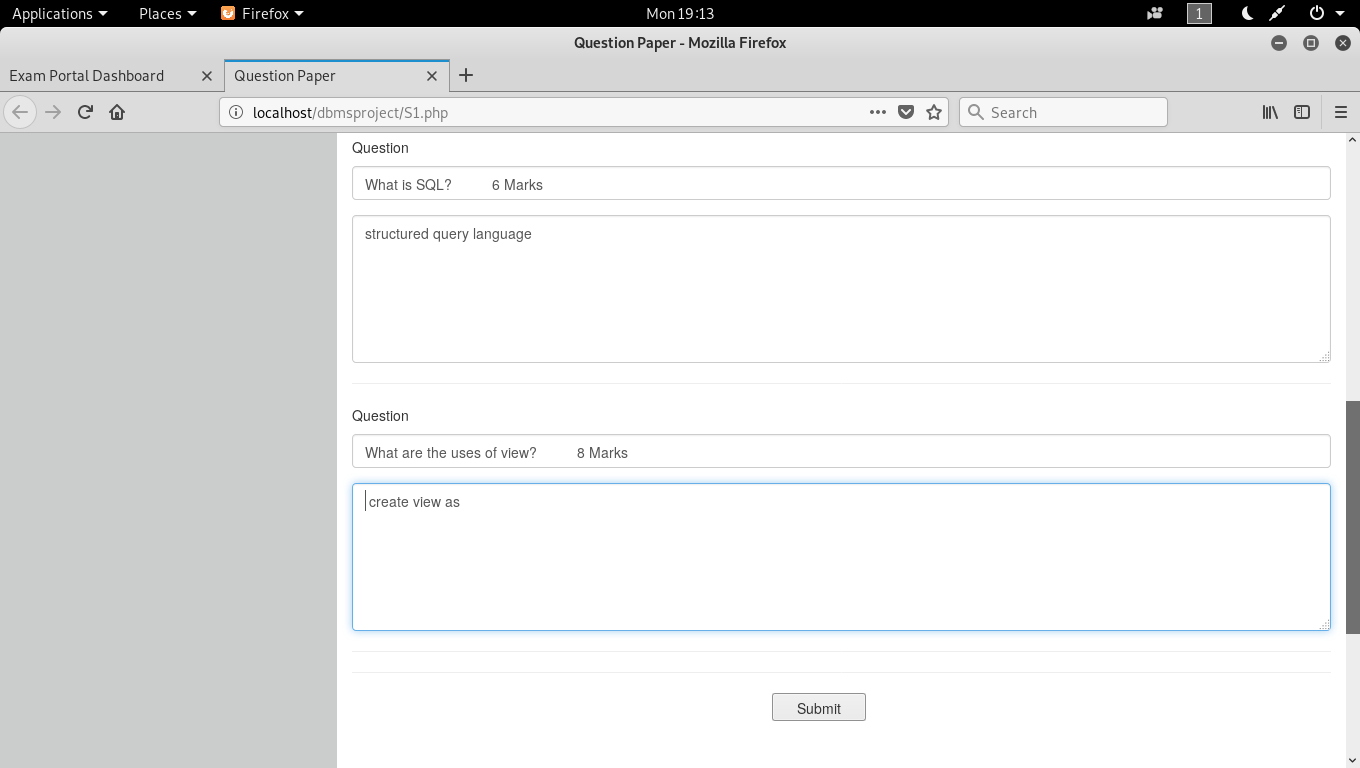 Applications Places Firefox Mon 19:13 1
Question Paper - Mozilla Firefox
Exam Portal Dashboard Question Paper
localhost/dbmsproject/S1.php Search
Question
What is SQL? 6 Marks
structured query language
Question
What are the uses of view? 8 Marks
create view as
Submit